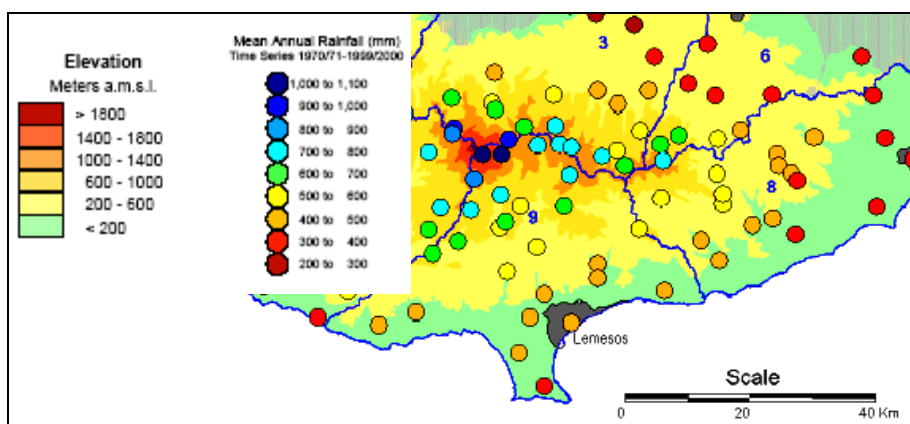 Elevation
Meters a.m.s.l.
> 1800
1400 - 1800
1000 - 1400
600 - 1000
200 - 600
< 200
Mean Annual Rainfall (mm)
Time Series 1970/71-1999/2000
1,000 to 1,100
900 to 1,000
800 to 900
700 to 800
600 to 700
500 to 600
400 to 500
300 to 400
200 to 300
3
6
8
9
Lemesos
Scale
0 20 40 Km